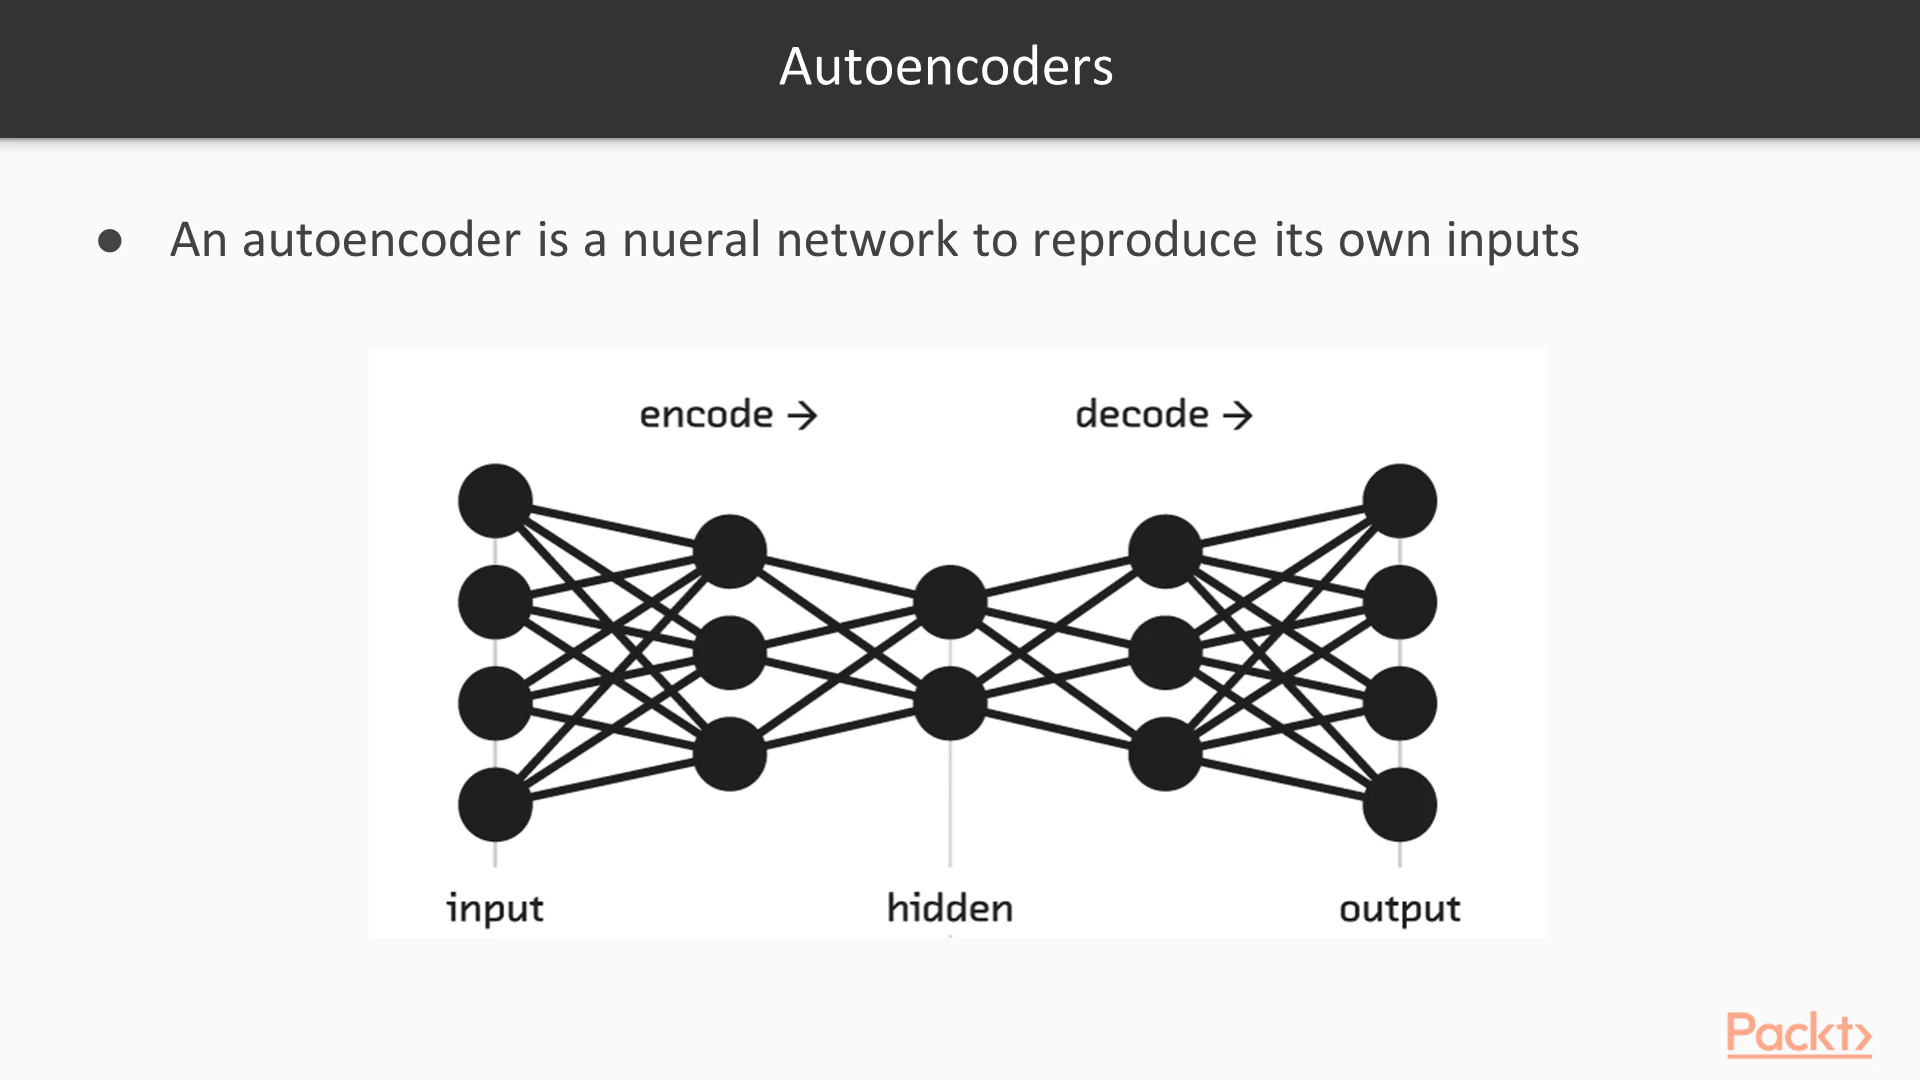 Autoencoders
● An autoencoder is a nueral network to reproduce its own inputs
encode → decode →
input hidden output
Packt>